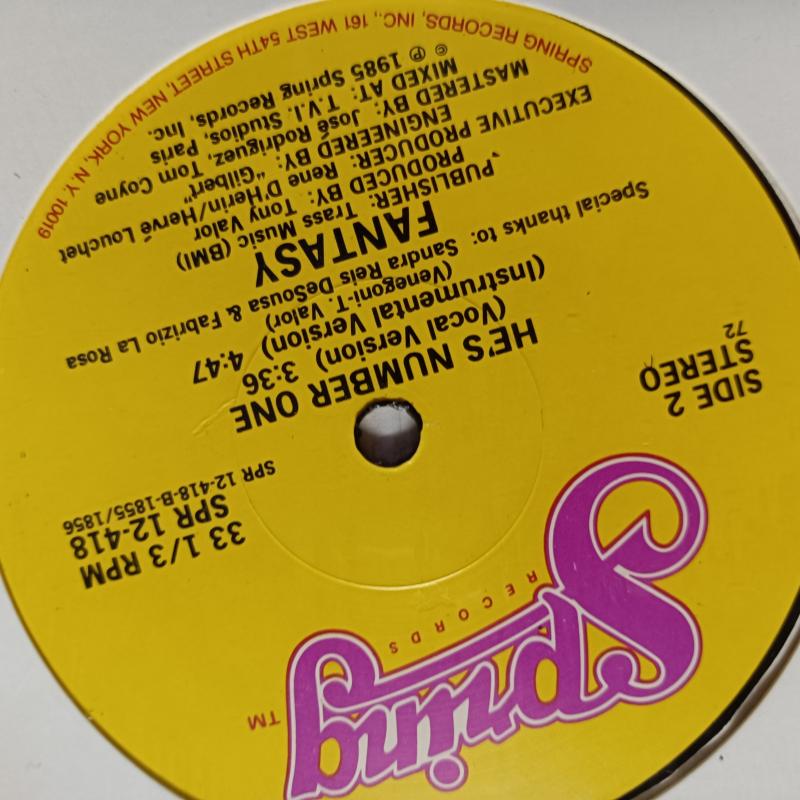 Spring
TM
RECORDS
SIDE 2
STEREO
72
33 1/3 RPM
SPR 12-418
SPR 12-418-B-1855/1856
HE'S NUMBER ONE
(Vocal Version) 3:36
(Instrumental Version) 4:47
(Venegoni-T. Valor)
Special thanks to: Sandra Reis DeSousa & Fabrizio La Rosa
FANTASY
PUBLISHER: Trass Music (BMI)
PRODUCED BY: Tony Valor
EXECUTIVE PRODUCER: Rene D'Herin/Hervé Louchet
ENGINEERED BY: "Gilbert"
MASTERED BY: José Rodriguez, Tom Coyne
MIXED AT: T.V.I. Studios, Paris
© ℗ 1985 Spring Records, Inc.
SPRING RECORDS, INC., 161 WEST 54TH STREET, NEW YORK, N.Y. 10019